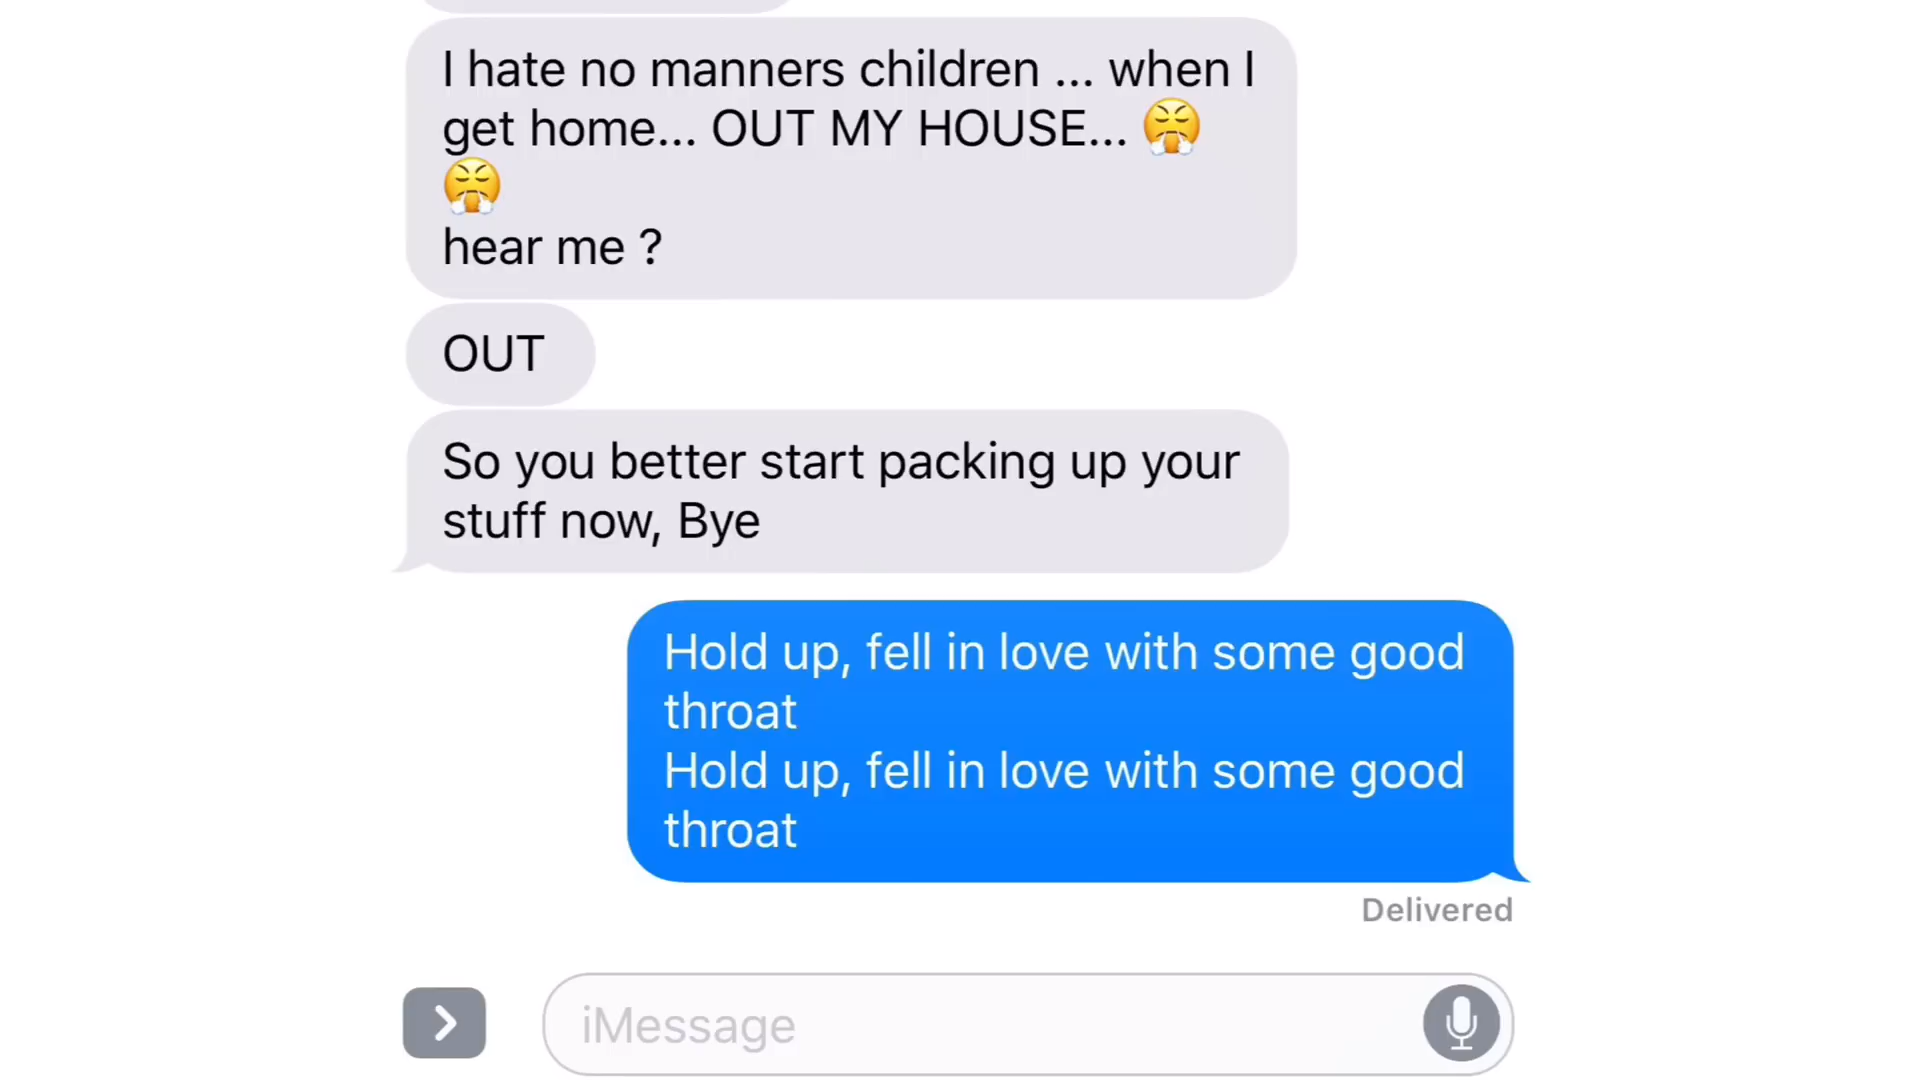 I hate no manners children ... when I
get home... OUT MY HOUSE... 😤
😤
hear me ?
OUT
So you better start packing up your
stuff now, Bye
Hold up, fell in love with some good
throat
Hold up, fell in love with some good
throat
Delivered
iMessage